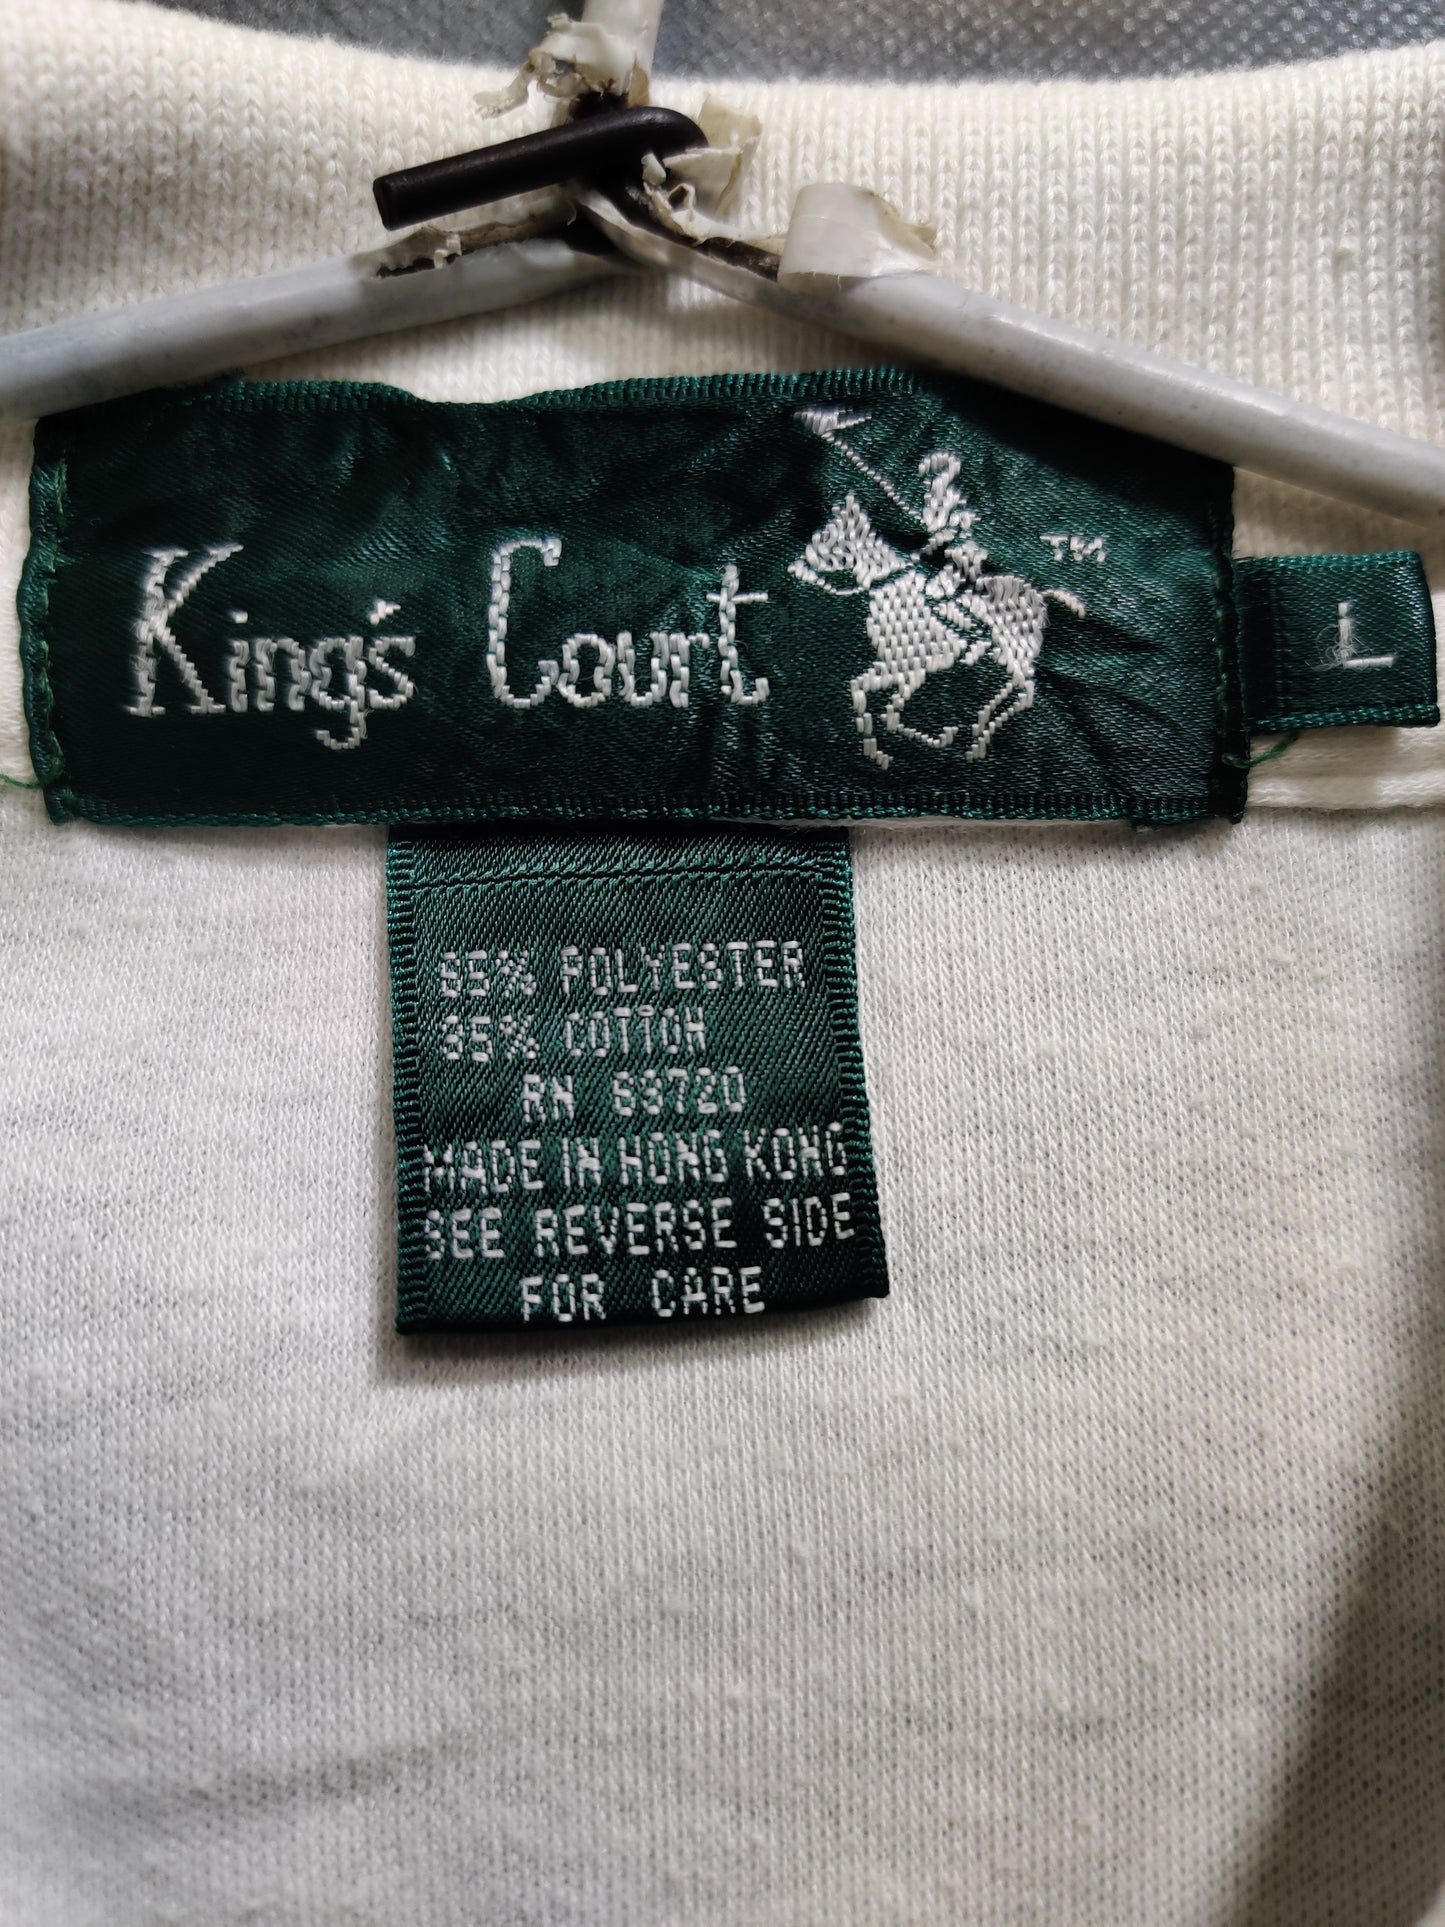 King's Court TM
L
65% POLYESTER
35% COTTON
RN 68720
MADE IN HONG KONG
SEE REVERSE SIDE
FOR CARE